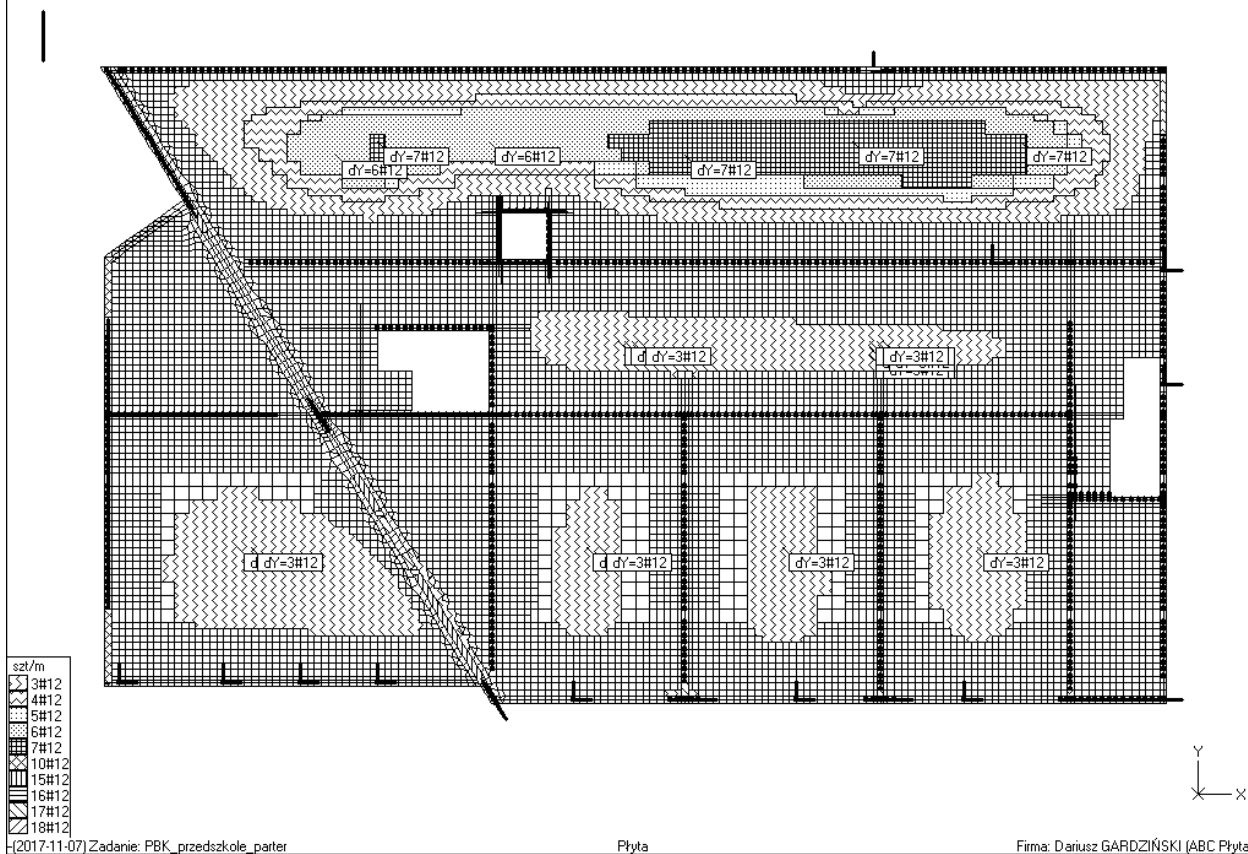 dY=7#12
dY=6#12
dY=7#12
dY=7#12
dY=6#12
dY=7#12
d dY=3#12
dY=3#12
d dY=3#12
d dY=3#12
dY=3#12
dY=3#12
szt/m
3#12
4#12
5#12
6#12
7#12
10#12
15#12
16#12
17#12
18#12
Y
X
-(2017-11-07) Zadanie: PBK_przedszkole_parter
Płyta
Firma: Dariusz GARDZIŃSKI (ABC Płyta